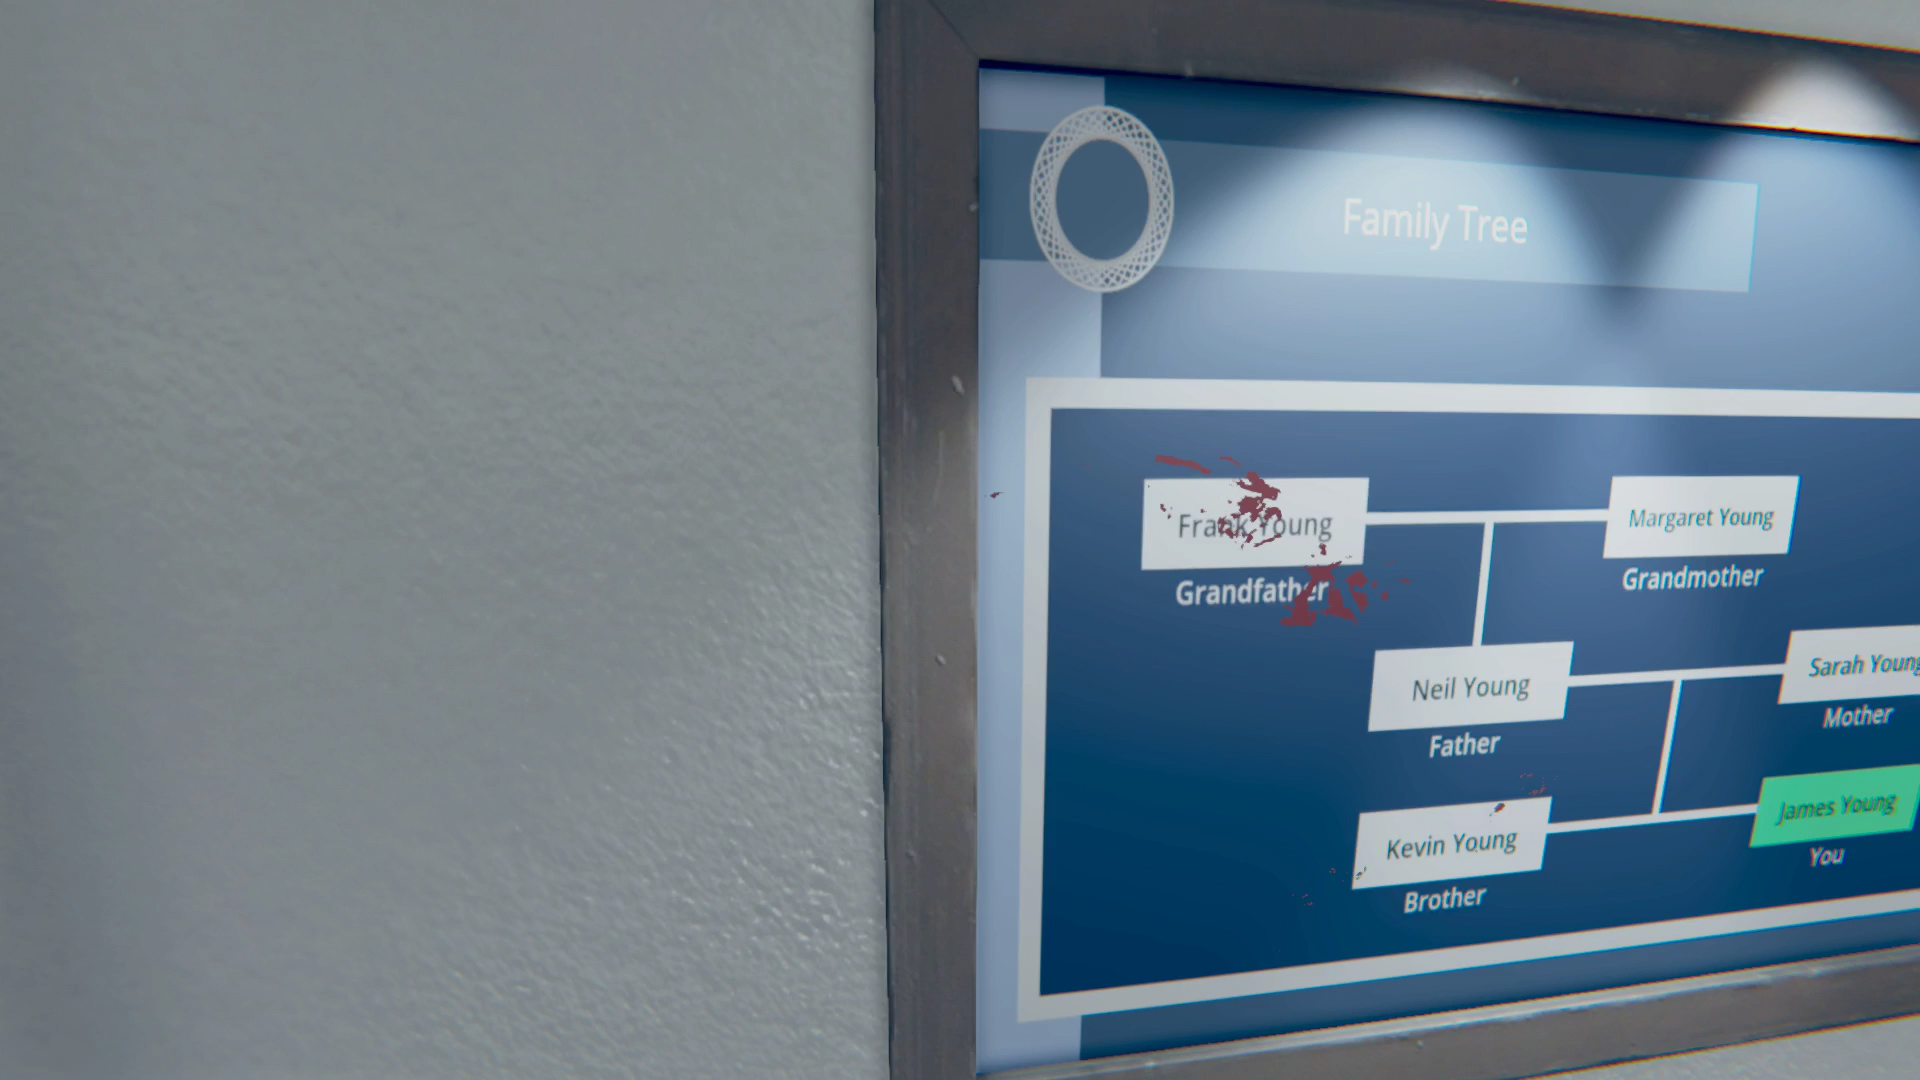 Family Tree
Frank Young
Grandfather
Margaret Young
Grandmother
Neil Young
Father
Sarah Young
Mother
Kevin Young
Brother
James Young
You